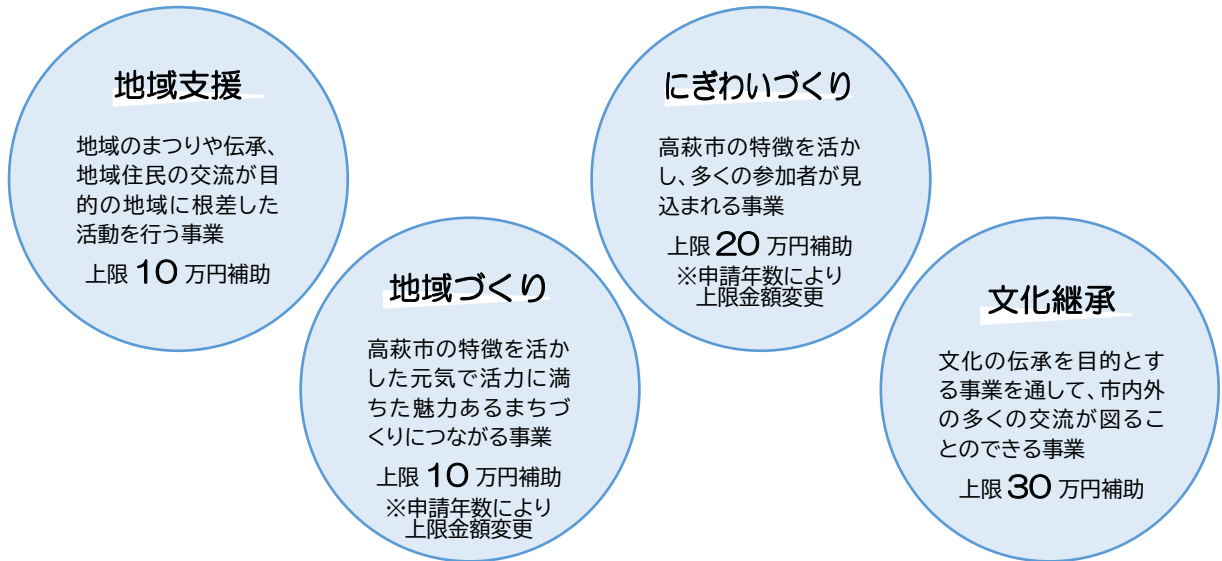 地域支援
地域のまつりや伝承、
地域住民の交流が目
的の地域に根差した
活動を行う事業
上限 10 万円補助
地域づくり
高萩市の特徴を活か
した元気で活力に満
ちた魅力あるまちづ
くりにつながる事業
上限 10 万円補助
※申請年数により
上限金額変更
にぎわいづくり
高萩市の特徴を活か
し、多くの参加者が見
込まれる事業
上限 20 万円補助
※申請年数により
上限金額変更
文化継承
文化の伝承を目的とす
る事業を通して、市内外
の多くの交流が図るこ
とのできる事業
上限 30 万円補助